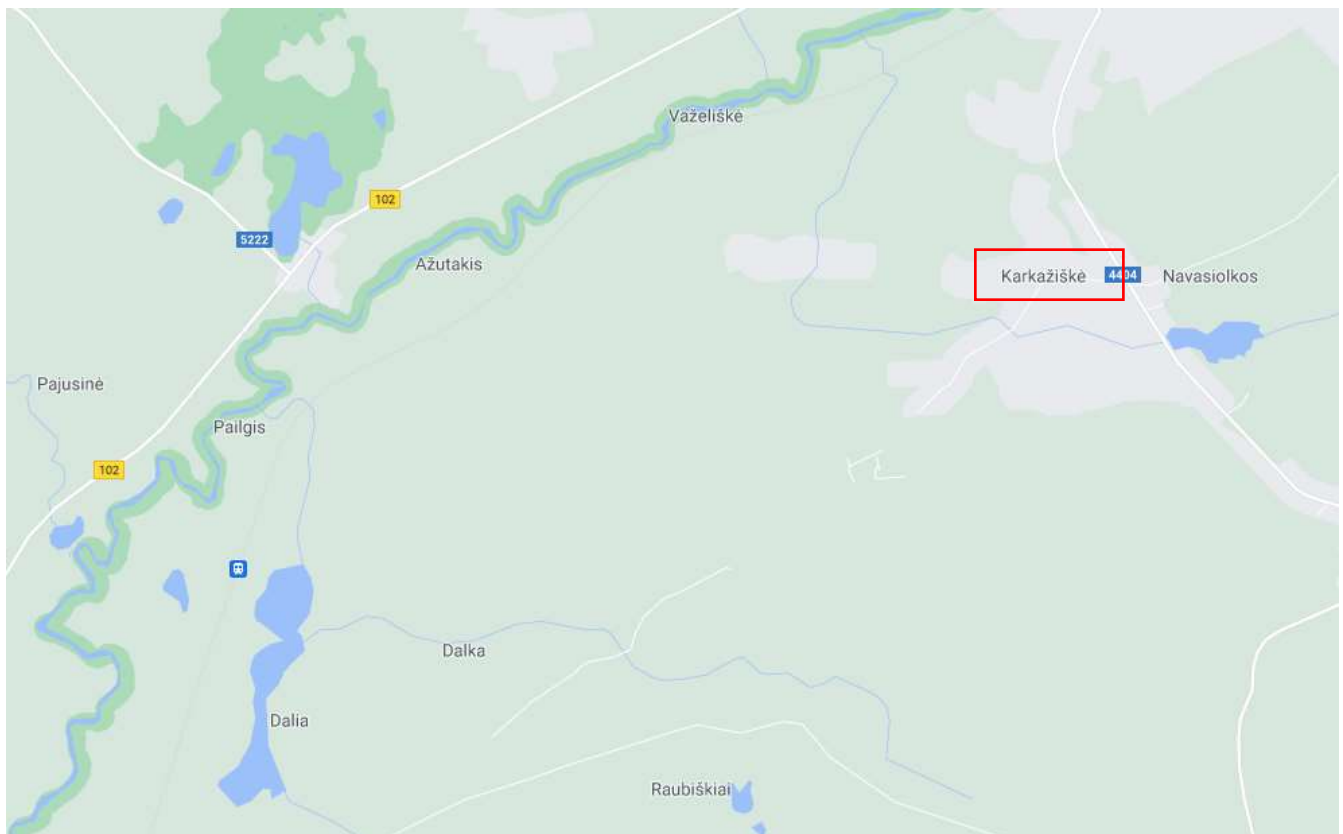 Važeliškė
102
5222
Ažutakis
Karkažiškė
4404
Navasiolkos
Pajusinė
Pailgis
102
Dalka
Dalia
Raubiškiai